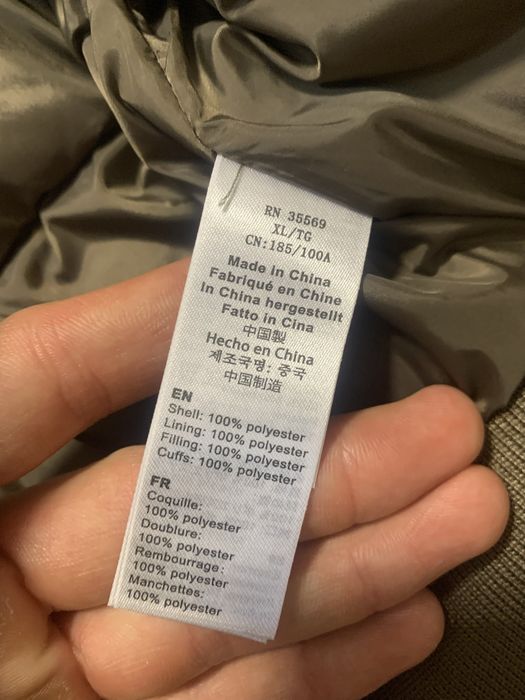 RN 35569
XL/TG
CN:185/100A
Made in China
Fabriqué en Chine
In China hergestellt
Fatto in Cina
中国製
Hecho en China
제조국명: 중국
中国制造
EN
Shell: 100% polyester
Lining: 100% polyester
Filling: 100% polyester
Cuffs: 100% polyester
FR
Coquille:
100% polyester
Doublure:
100% polyester
Rembourrage:
100% polyester
Manchettes:
100% polyester